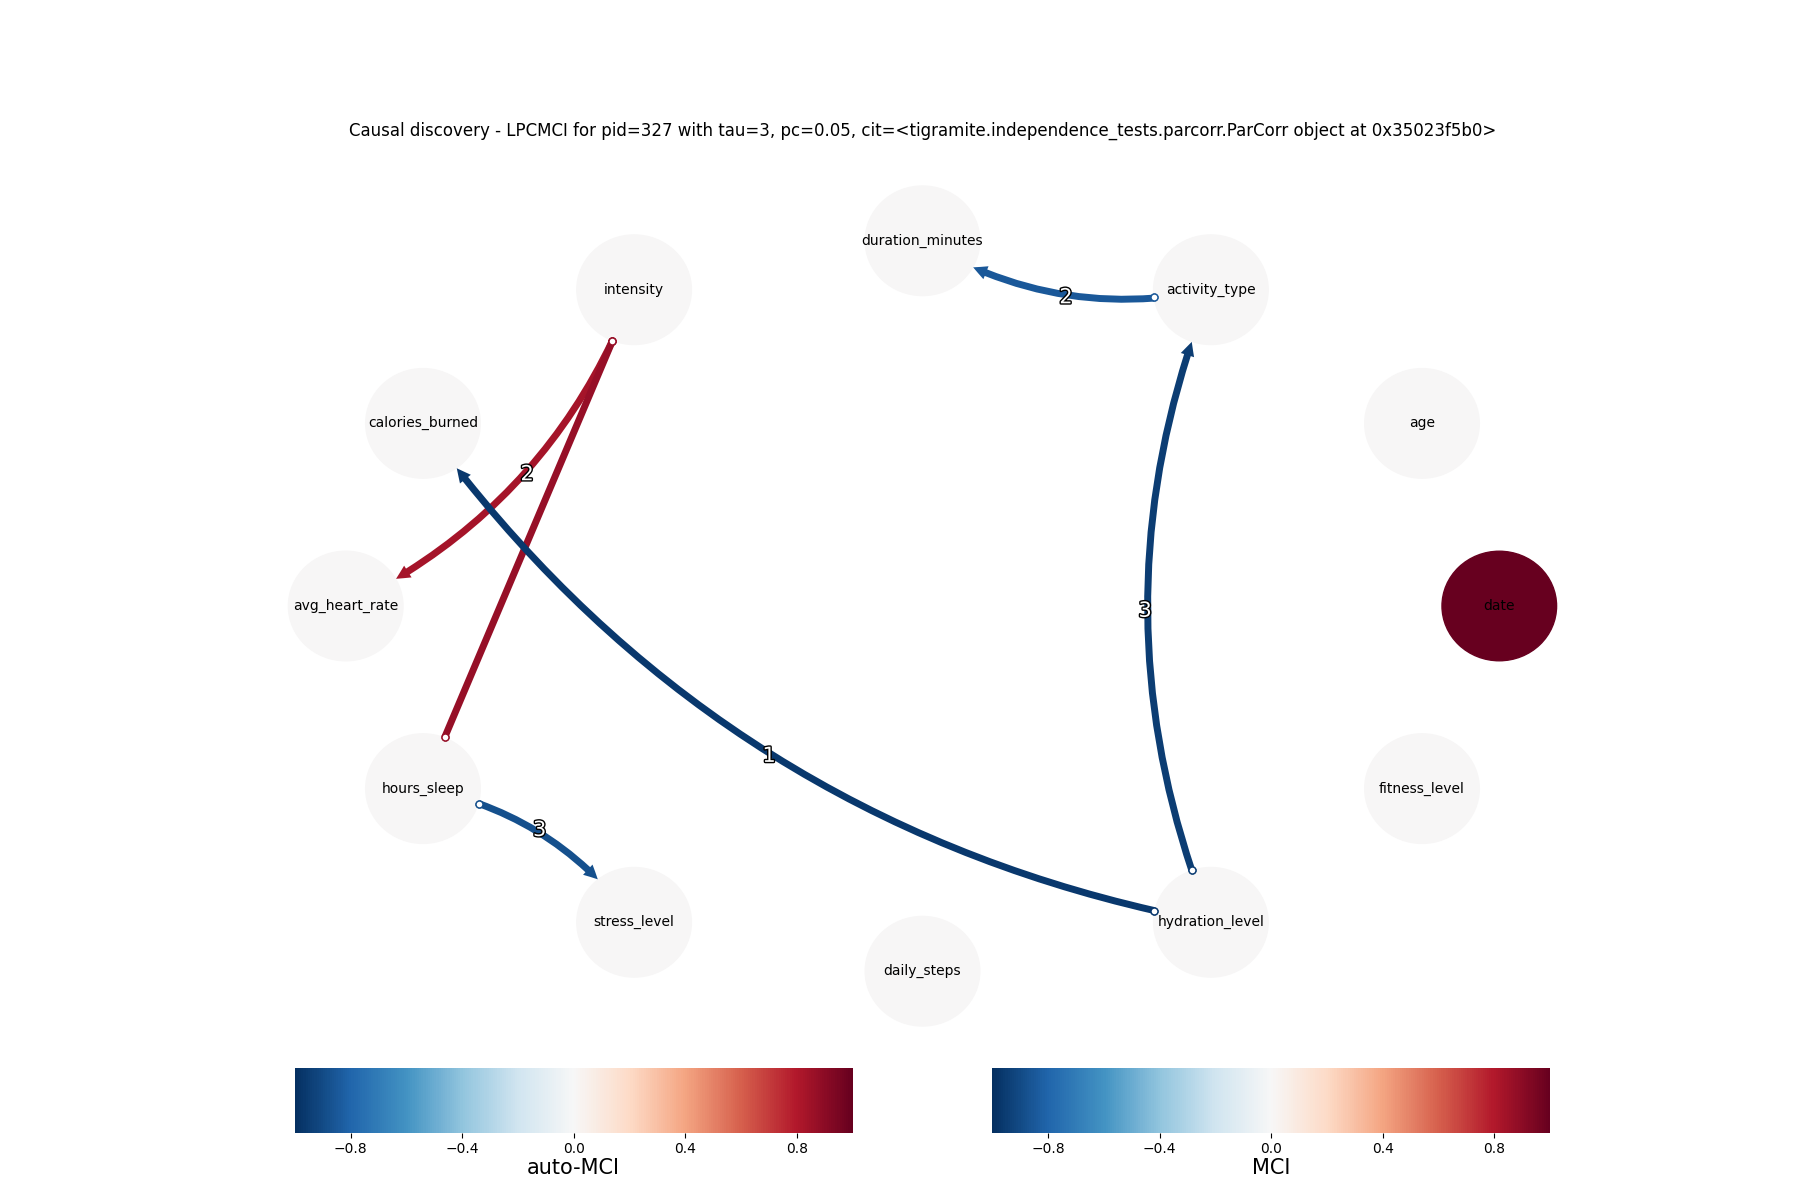 Causal discovery - LPCMCI for pid=327 with tau=3, pc=0.05, cit=<tigramite.independence_tests.parcorr.ParCorr object at 0x35023f5b0>
duration_minutes
intensity
activity_type
2
calories_burned
age
2
avg_heart_rate
date
3
1
hours_sleep
fitness_level
3
stress_level
hydration_level
daily_steps
−0.8 −0.4 0.0 0.4 0.8
auto-MCI
−0.8 −0.4 0.0 0.4 0.8
MCI